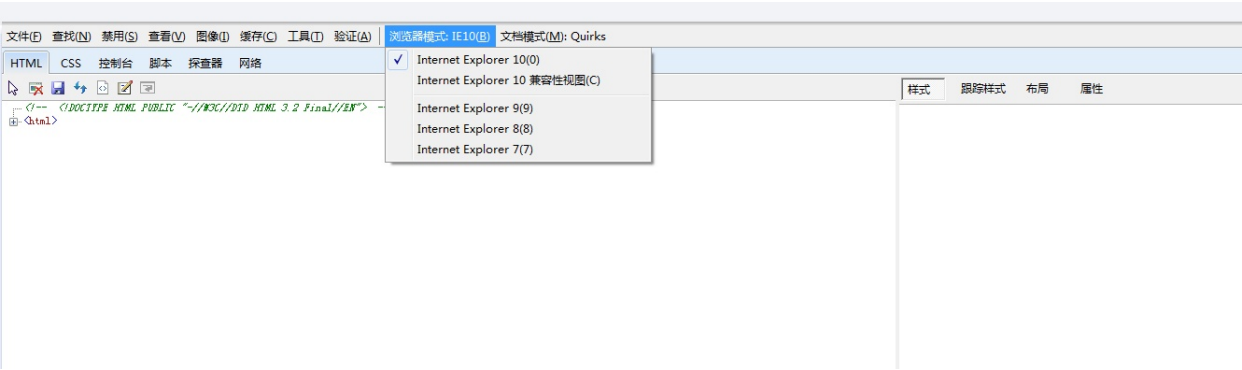 文件(F) 查找(N) 禁用(S) 查看(V) 图像(I) 缓存(C) 工具(T) 验证(A) 浏览器模式: IE10(B) 文档模式(M): Quirks
HTML CSS 控制台 脚本 探查器 网络
Internet Explorer 10(0)
Internet Explorer 10 兼容性视图(C)
Internet Explorer 9(9)
Internet Explorer 8(8)
Internet Explorer 7(7)
样式 跟踪样式 布局 属性
<!-- <!DOCTYPE HTML PUBLIC "-//W3C//DTD HTML 3.2 Final//EN"> -
<html>